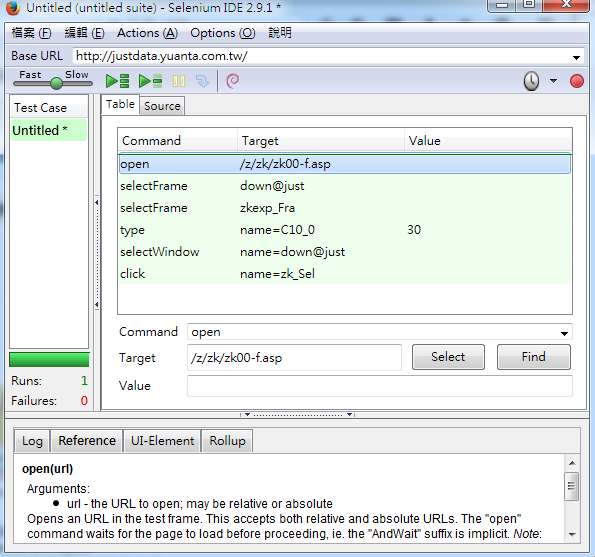 Untitled (untitled suite) - Selenium IDE 2.9.1 *
檔案 (F) 編輯 (E) Actions (A) Options (O) 說明
Base URL http://justdata.yuanta.com.tw/
Fast Slow
Test Case
Untitled *
Table Source
Command Target Value
open /z/zk/zk00-f.asp
selectFrame down@just
selectFrame zkexp_Fra
type name=C10_0 30
selectWindow name=down@just
click name=zk_Sel
Command open
Target /z/zk/zk00-f.asp Select Find
Value
Runs: 1
Failures: 0
Log Reference UI-Element Rollup
open(url)
Arguments:
• url - the URL to open; may be relative or absolute
Opens an URL in the test frame. This accepts both relative and absolute URLs. The "open"
command waits for the page to load before proceeding, ie. the "AndWait" suffix is implicit. Note: